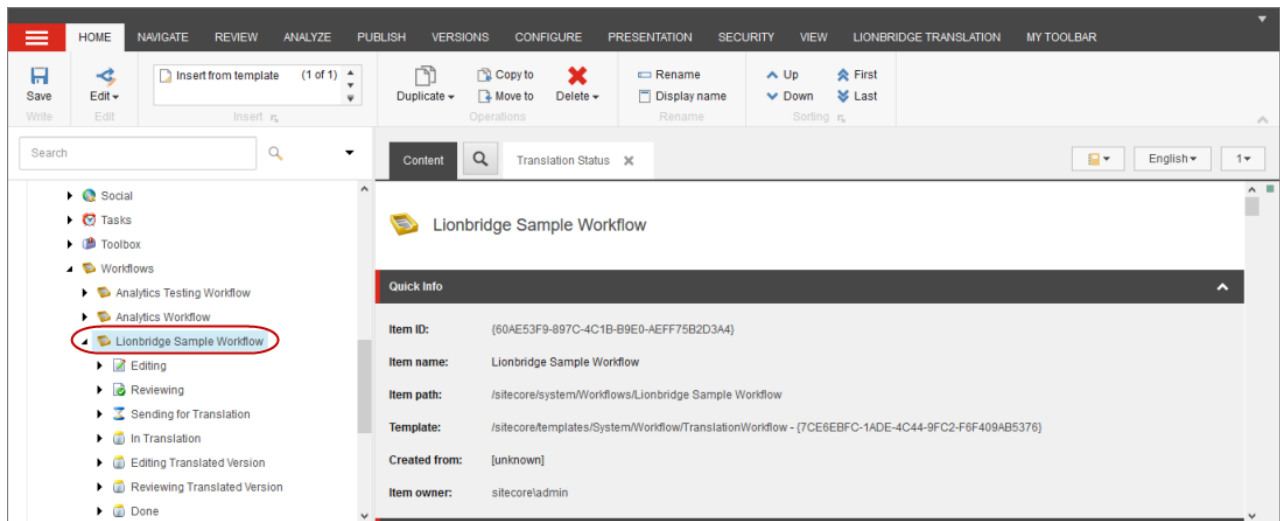 HOME NAVIGATE REVIEW ANALYZE PUBLISH VERSIONS CONFIGURE PRESENTATION SECURITY VIEW LIONBRIDGE TRANSLATION MY TOOLBAR
Insert from template (1 of 1) Copy to Rename Up First
Save Edit Duplicate Move to Delete Display name Down Last
Write Edit Insert Operations Rename Sorting
Search
Content Translation Status English 1
Social
Tasks
Toolbox
Workflows
Analytics Testing Workflow
Analytics Workflow
Lionbridge Sample Workflow
Editing
Reviewing
Sending for Translation
In Translation
Editing Translated Version
Reviewing Translated Version
Done
Lionbridge Sample Workflow
Quick Info
Item ID: {60AE53F9-897C-4C1B-B9E0-AEFF75B2D3A4}
Item name: Lionbridge Sample Workflow
Item path: /sitecore/system/Workflows/Lionbridge Sample Workflow
Template: /sitecore/templates/System/Workflow/TranslationWorkflow - {7CE6EBFC-1ADE-4C44-9FC2-F6F409AB5376}
Created from: [unknown]
Item owner: sitecore\admin